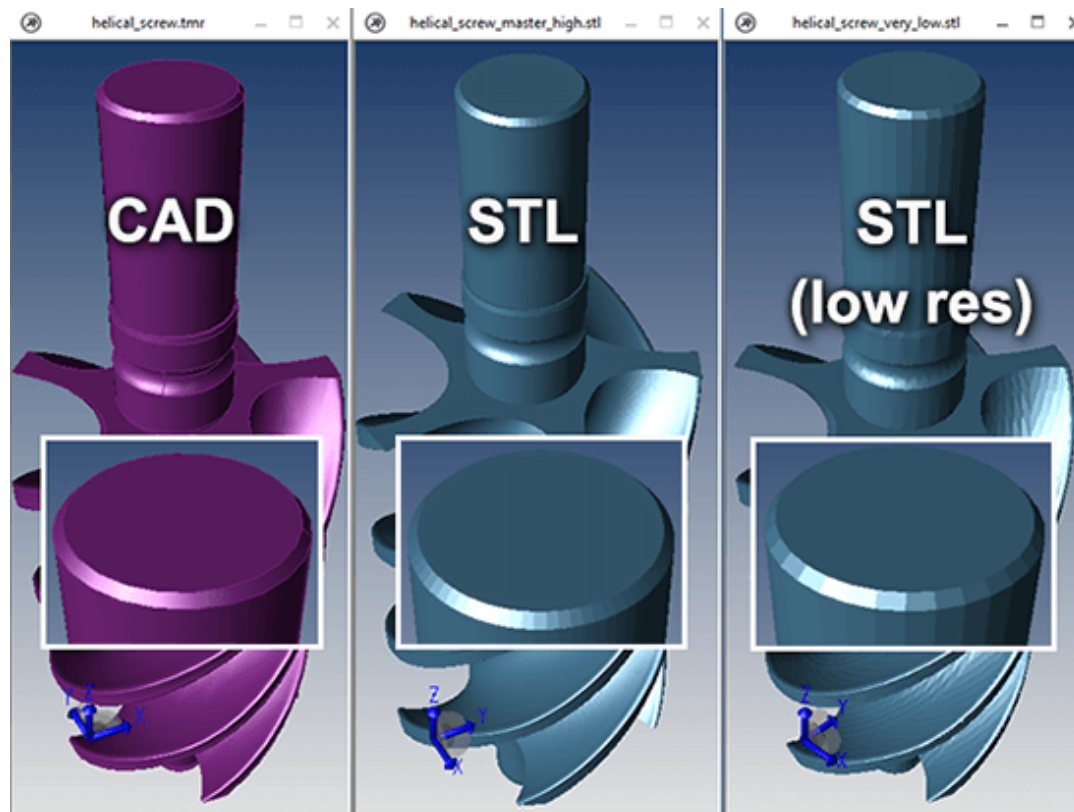 helical_screw.tmr
helical_screw_master_high.stl
helical_screw_very_low.stl
CAD
STL
STL
(low res)
Y Z X
Z Y X
Z Y X